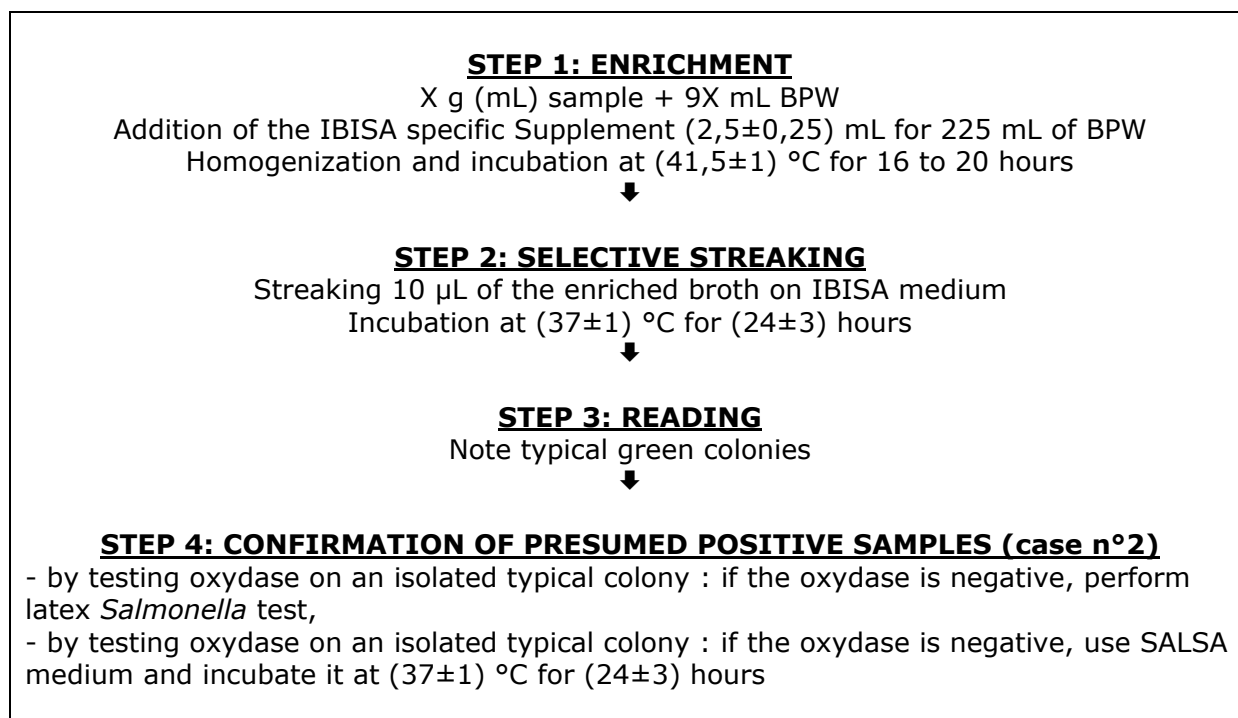 STEP 1: ENRICHMENT
X g (mL) sample + 9X mL BPW
Addition of the IBISA specific Supplement (2,5±0,25) mL for 225 mL of BPW
Homogenization and incubation at (41,5±1) °C for 16 to 20 hours
STEP 2: SELECTIVE STREAKING
Streaking 10 µL of the enriched broth on IBISA medium
Incubation at (37±1) °C for (24±3) hours
STEP 3: READING
Note typical green colonies
STEP 4: CONFIRMATION OF PRESUMED POSITIVE SAMPLES (case n°2)
- by testing oxydase on an isolated typical colony : if the oxydase is negative, perform
latex Salmonella test,
- by testing oxydase on an isolated typical colony : if the oxydase is negative, use SALSA
medium and incubate it at (37±1) °C for (24±3) hours